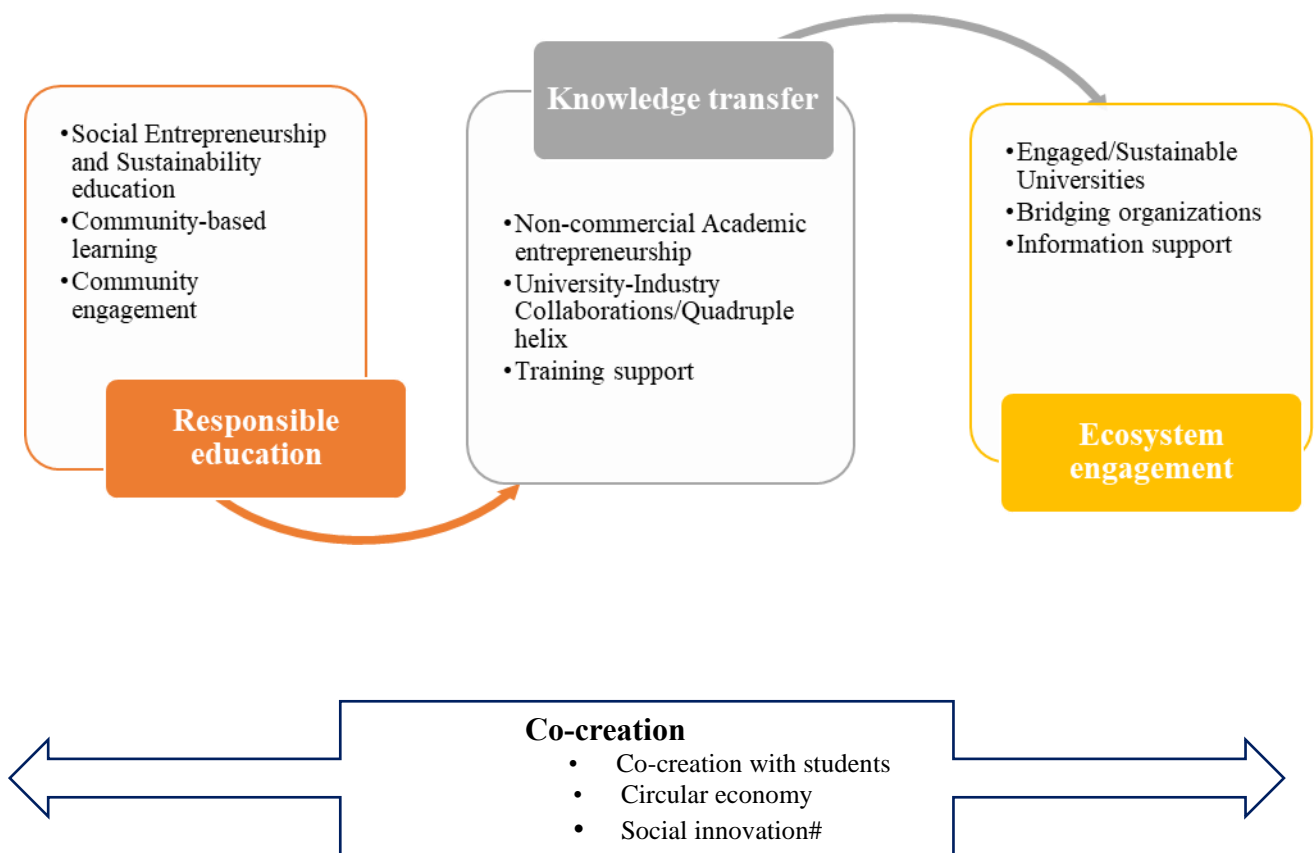 •Social Entrepreneurship
and Sustainability
education
•Community-based
learning
•Community
engagement
Responsible
education
Knowledge transfer
•Non-commercial Academic
entrepreneurship
•University-Industry
Collaborations/Quadruple
helix
•Training support
•Engaged/Sustainable
Universities
•Bridging organizations
•Information support
Ecosystem
engagement
Co-creation
• Co-creation with students
• Circular economy
• Social innovation#